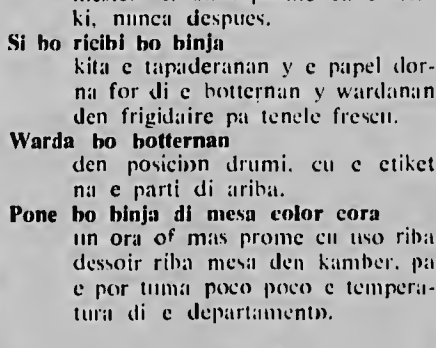 ki, nunca despues.
Si bo ricibi bo binja
kita e tapaderanan y e papel dor-
na for di e botternan y wardanan
den frigidaire pa tenele frescu.
Warda bo botternan
den posicion drumi. cu e etiket
na e parti di ariba.
Pone bo binja di mesa color cora
un ora of mas prome cu uso riba
dessoir riba mesa den kamber. pa
e por tuma poco poco e tempera-
tura di e departamento.